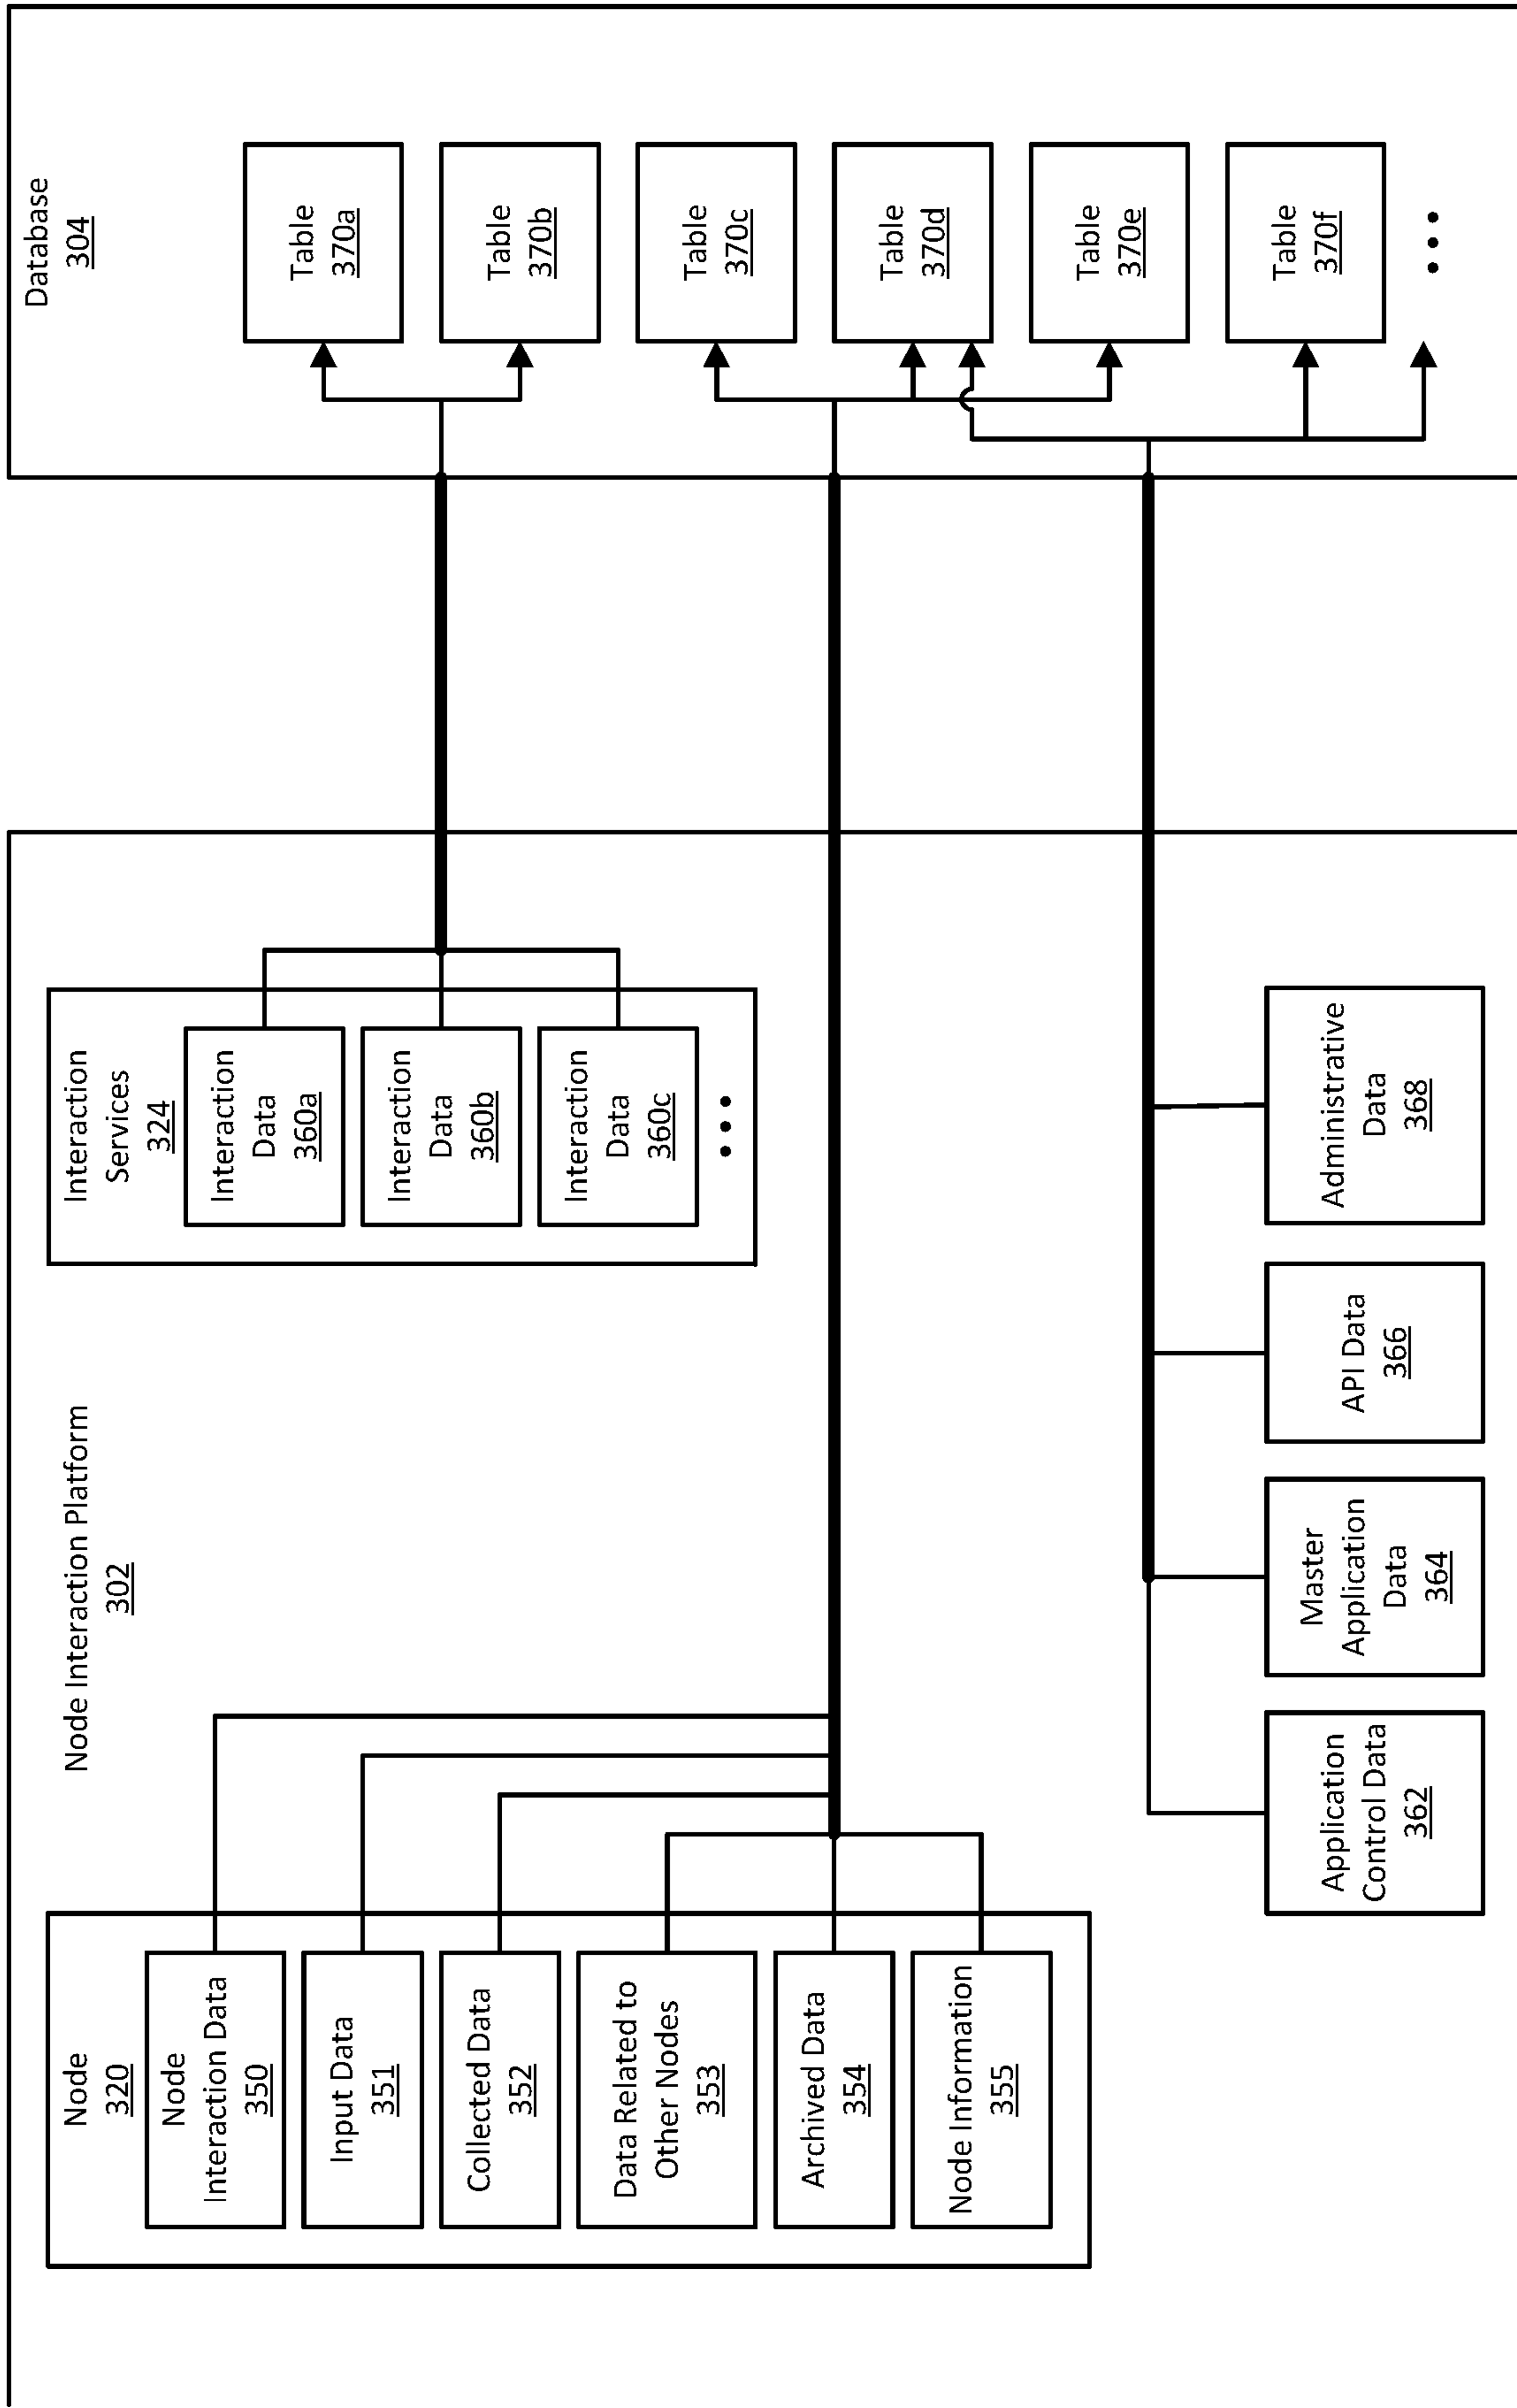 Node Interaction Platform
302
Node
320
Node
Interaction Data
350
Input Data
351
Collected Data
352
Data Related to
Other Nodes
353
Archived Data
354
Node Information
355
Interaction
Services
324
Interaction
Data
360a
Interaction
Data
360b
Interaction
Data
360c
Application
Control Data
362
Master
Application
Data
364
API Data
366
Administrative
Data
368
Database
304
Table
370a
Table
370b
Table
370c
Table
370d
Table
370e
Table
370f